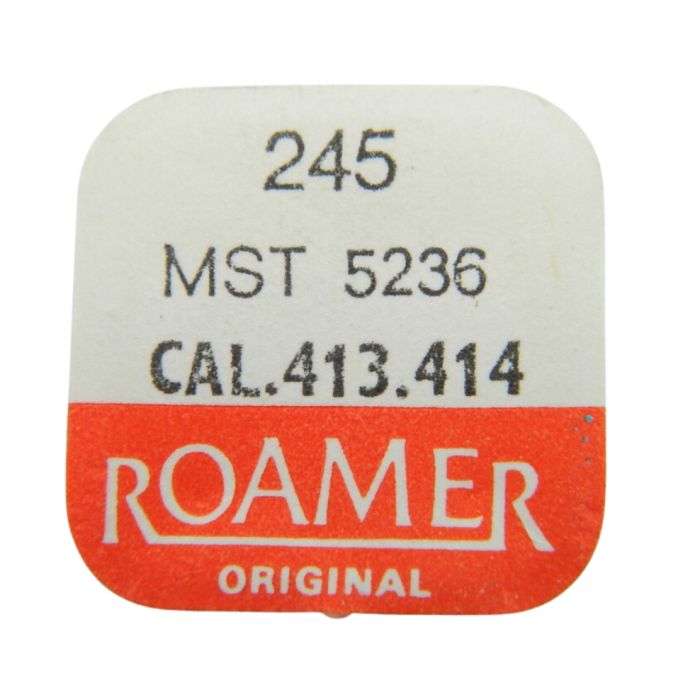 245
MST 5236
CAL.413.414
ROAMER
ORIGINAL